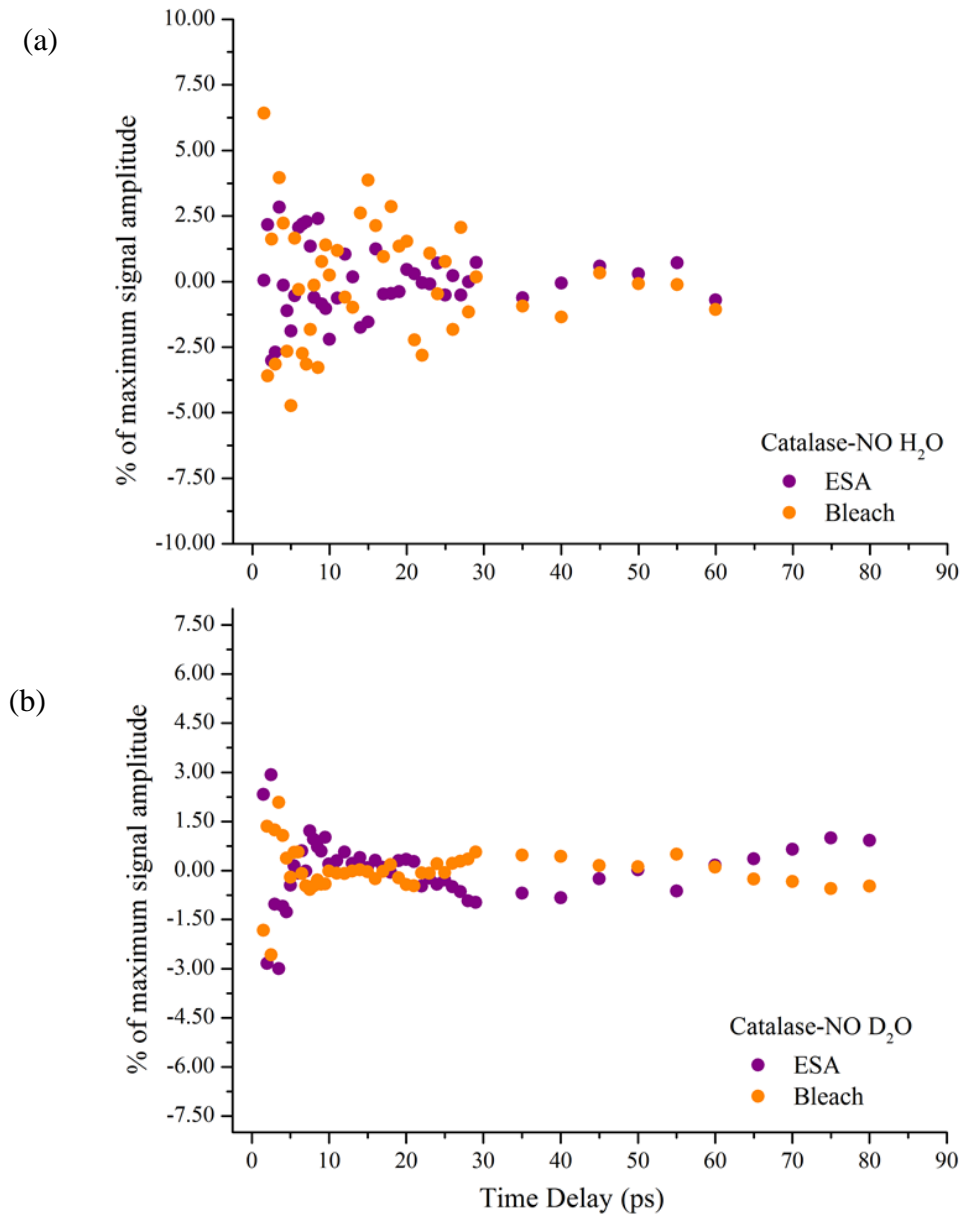 (a)
% of maximum signal amplitude
10.00
7.50
5.00
2.50
0.00
-2.50
-5.00
-7.50
-10.00
Catalase-NO H₂O
ESA
Bleach
0 10 20 30 40 50 60 70 80 90
(b)
% of maximum signal amplitude
7.50
6.00
4.50
3.00
1.50
0.00
-1.50
-3.00
-4.50
-6.00
-7.50
Catalase-NO D₂O
ESA
Bleach
0 10 20 30 40 50 60 70 80 90
Time Delay (ps)